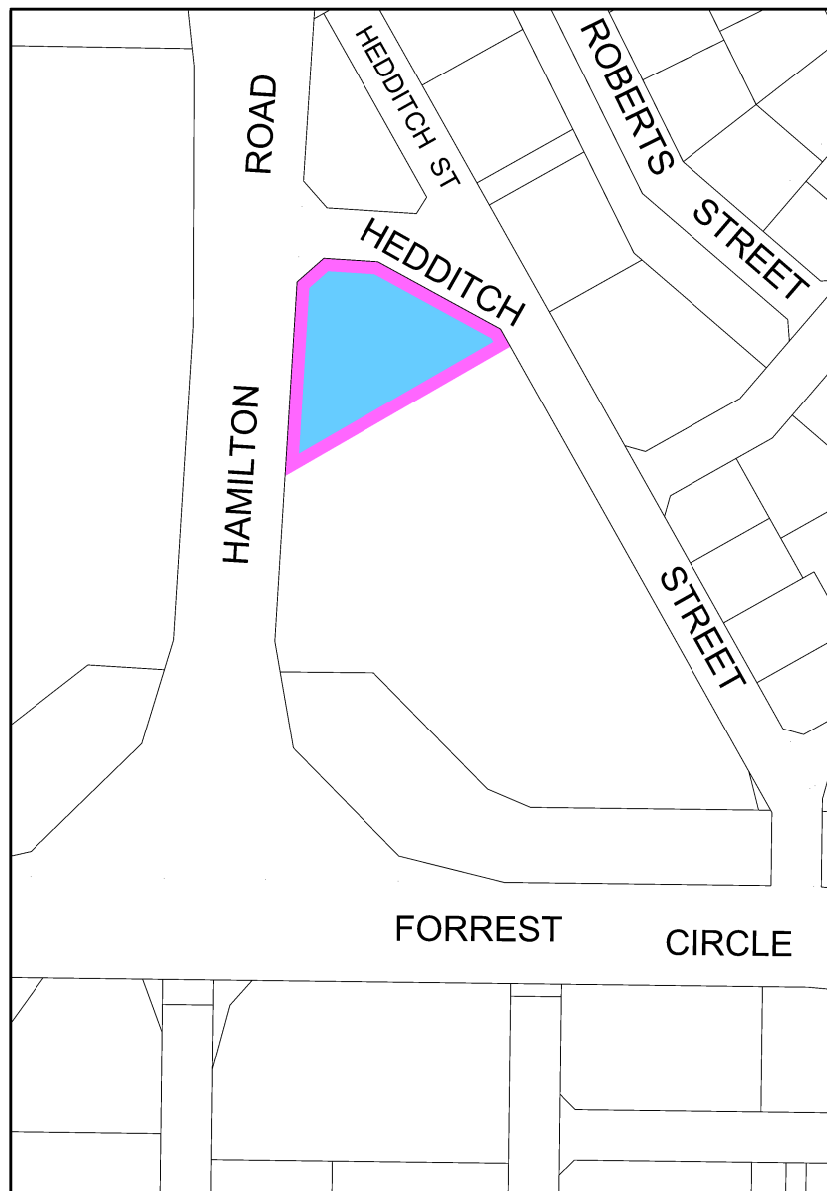 HEDDITCH ST
ROBERTS STREET
HAMILTON ROAD
HEDDITCH STREET
FORREST CIRCLE